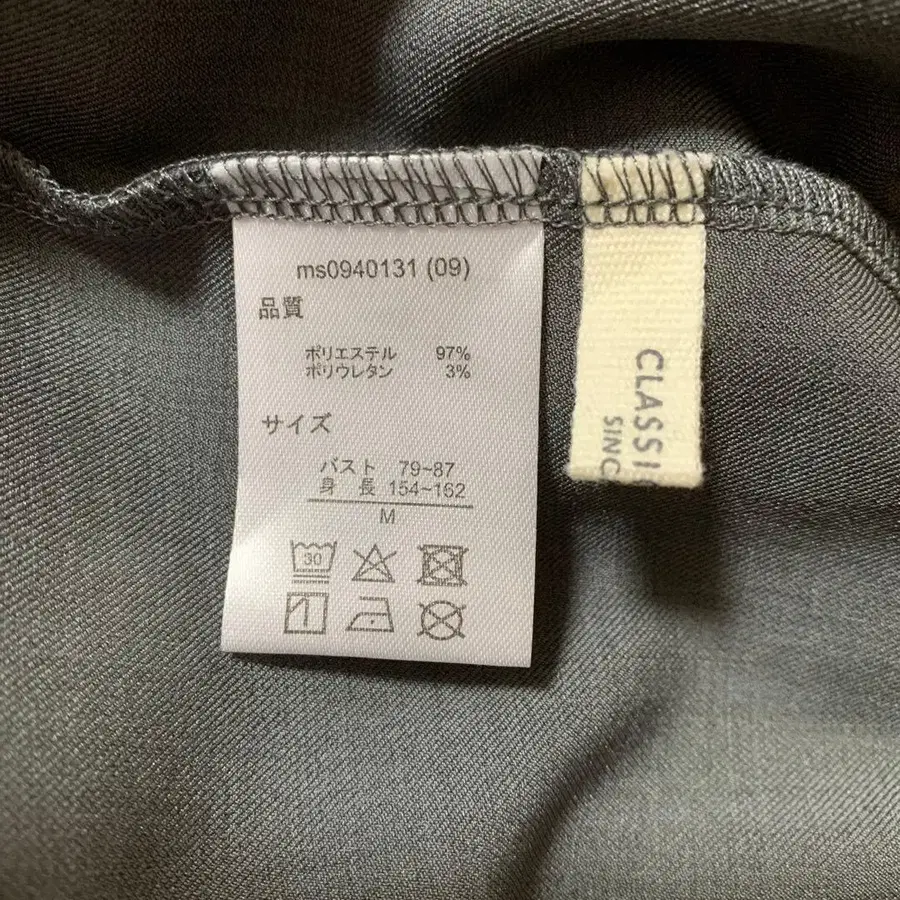 ms0940131 (09)
品質
ポリエステル 97%
ポリウレタン 3%
サイズ
バスト 79~87
身 長 154~162
M
30
CLASSI
SINC